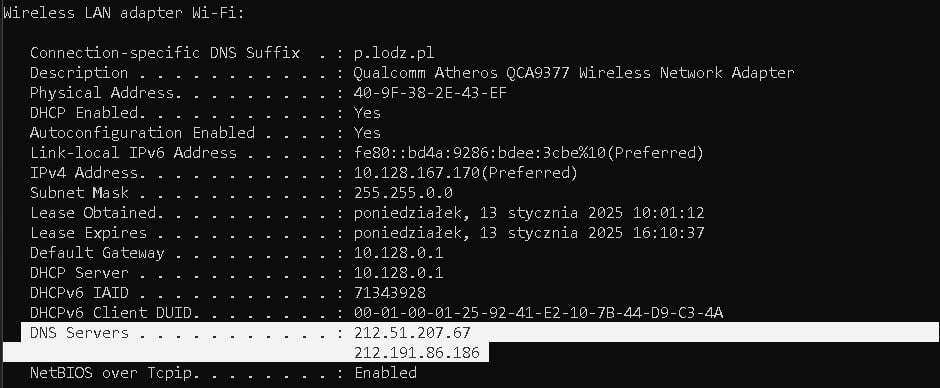 Wireless LAN adapter Wi-Fi:
Connection-specific DNS Suffix  . : p.lodz.pl
Description . . . . . . . . . . . : Qualcomm Atheros QCA9377 Wireless Network Adapter
Physical Address. . . . . . . . . : 40-9F-38-2E-43-EF
DHCP Enabled. . . . . . . . . . . : Yes
Autoconfiguration Enabled . . . . : Yes
Link-local IPv6 Address . . . . . : fe80::bd4a:9286:bdee:3cbe%10(Preferred)
IPv4 Address. . . . . . . . . . . : 10.128.167.170(Preferred)
Subnet Mask . . . . . . . . . . . : 255.255.0.0
Lease Obtained. . . . . . . . . . : poniedziałek, 13 stycznia 2025 10:01:12
Lease Expires . . . . . . . . . . : poniedziałek, 13 stycznia 2025 16:10:37
Default Gateway . . . . . . . . . : 10.128.0.1
DHCP Server . . . . . . . . . . . : 10.128.0.1
DHCPv6 IAID . . . . . . . . . . . : 71343928
DHCPv6 Client DUID. . . . . . . . : 00-01-00-01-25-92-41-E2-10-7B-44-D9-C3-4A
DNS Servers . . . . . . . . . . . : 212.51.207.67
212.191.86.186
NetBIOS over Tcpip. . . . . . . . : Enabled